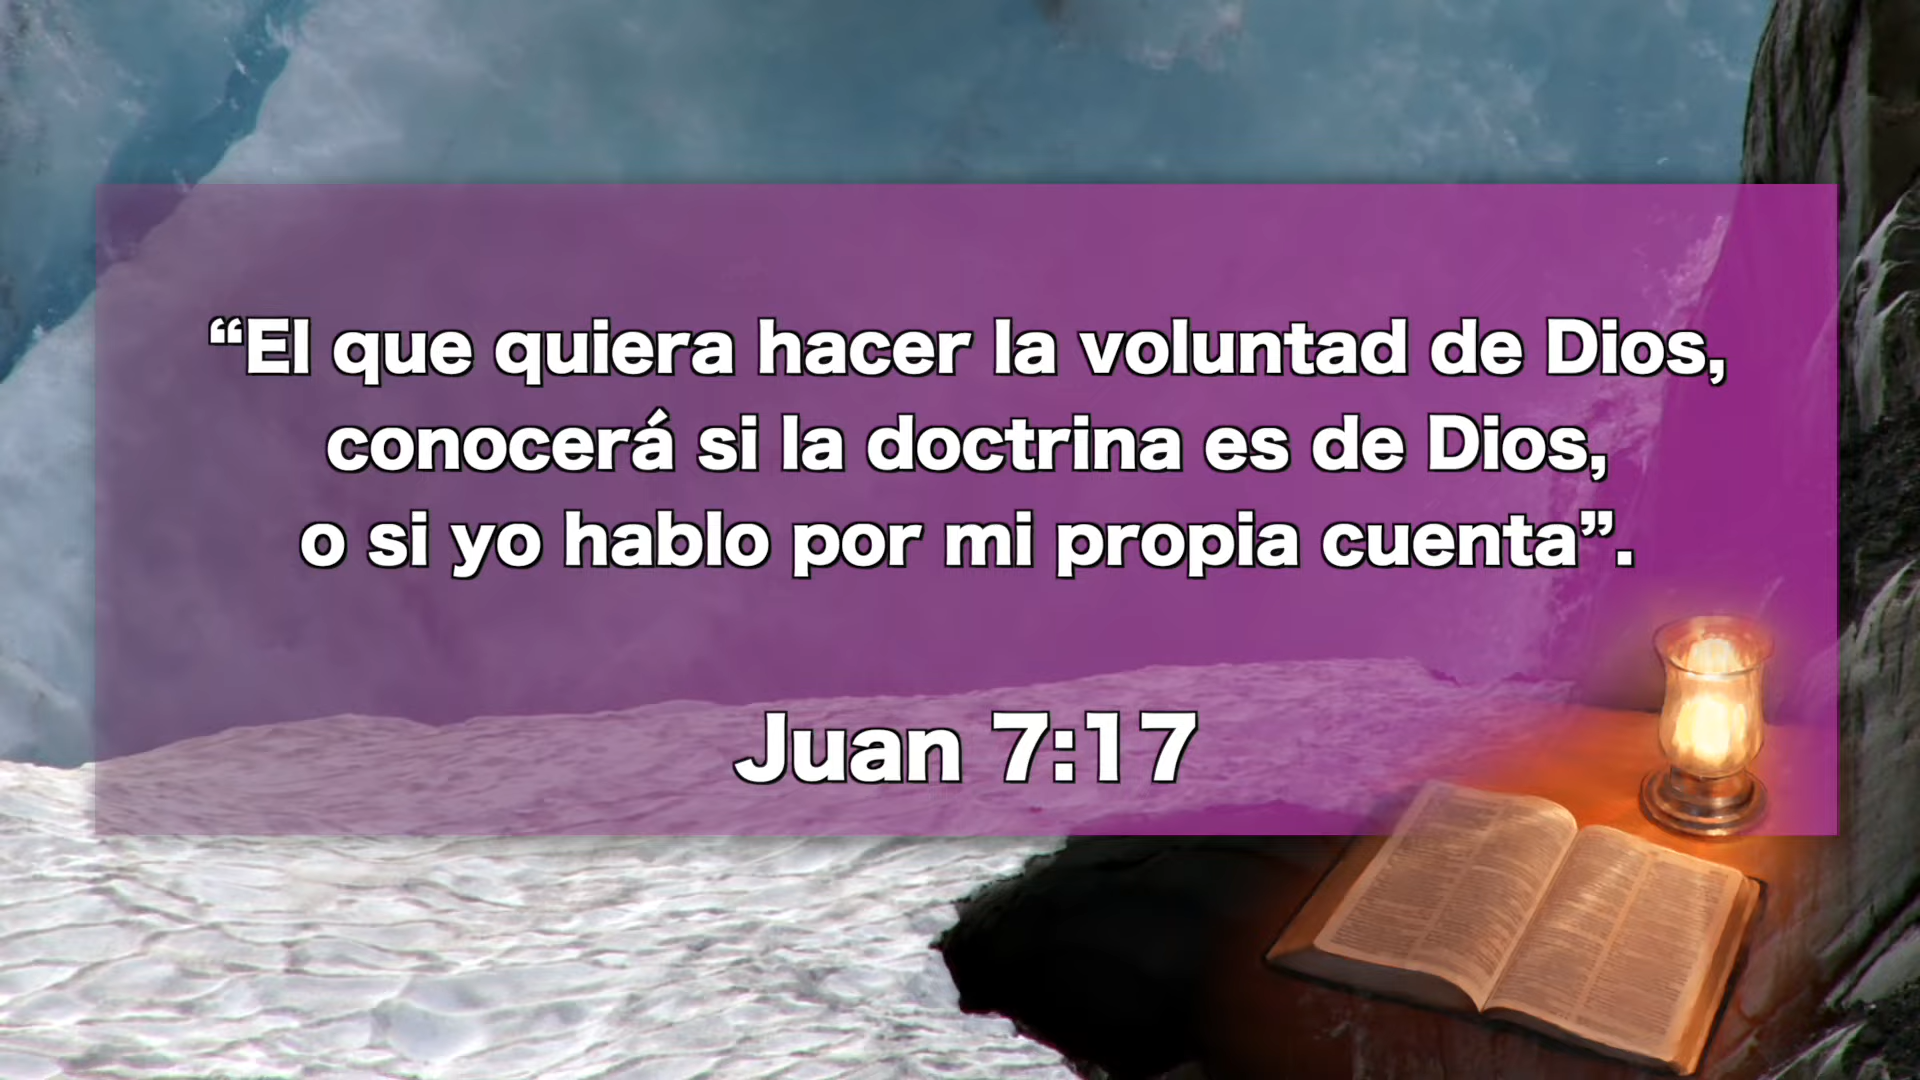 “El que quiera hacer la voluntad de Dios,
conocerá si la doctrina es de Dios,
o si yo hablo por mi propia cuenta”.
Juan 7:17